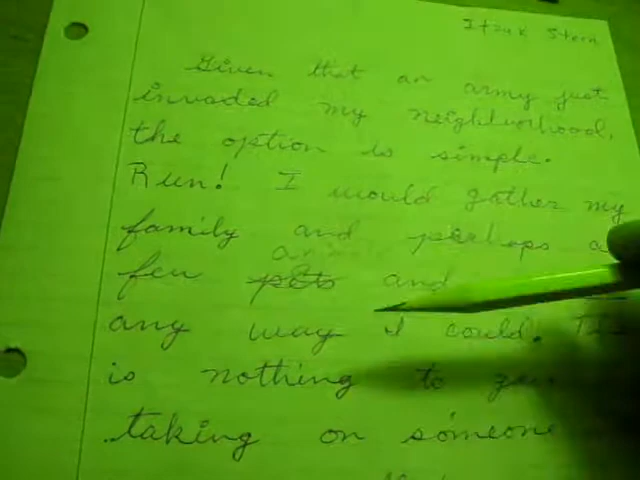 Itzak Stern
Given that an army just
invaded my neighborhood,
the option is simple.
Run! I would gather my
family and perhaps a
few pets and
any way I could.
is nothing to
taking on someone